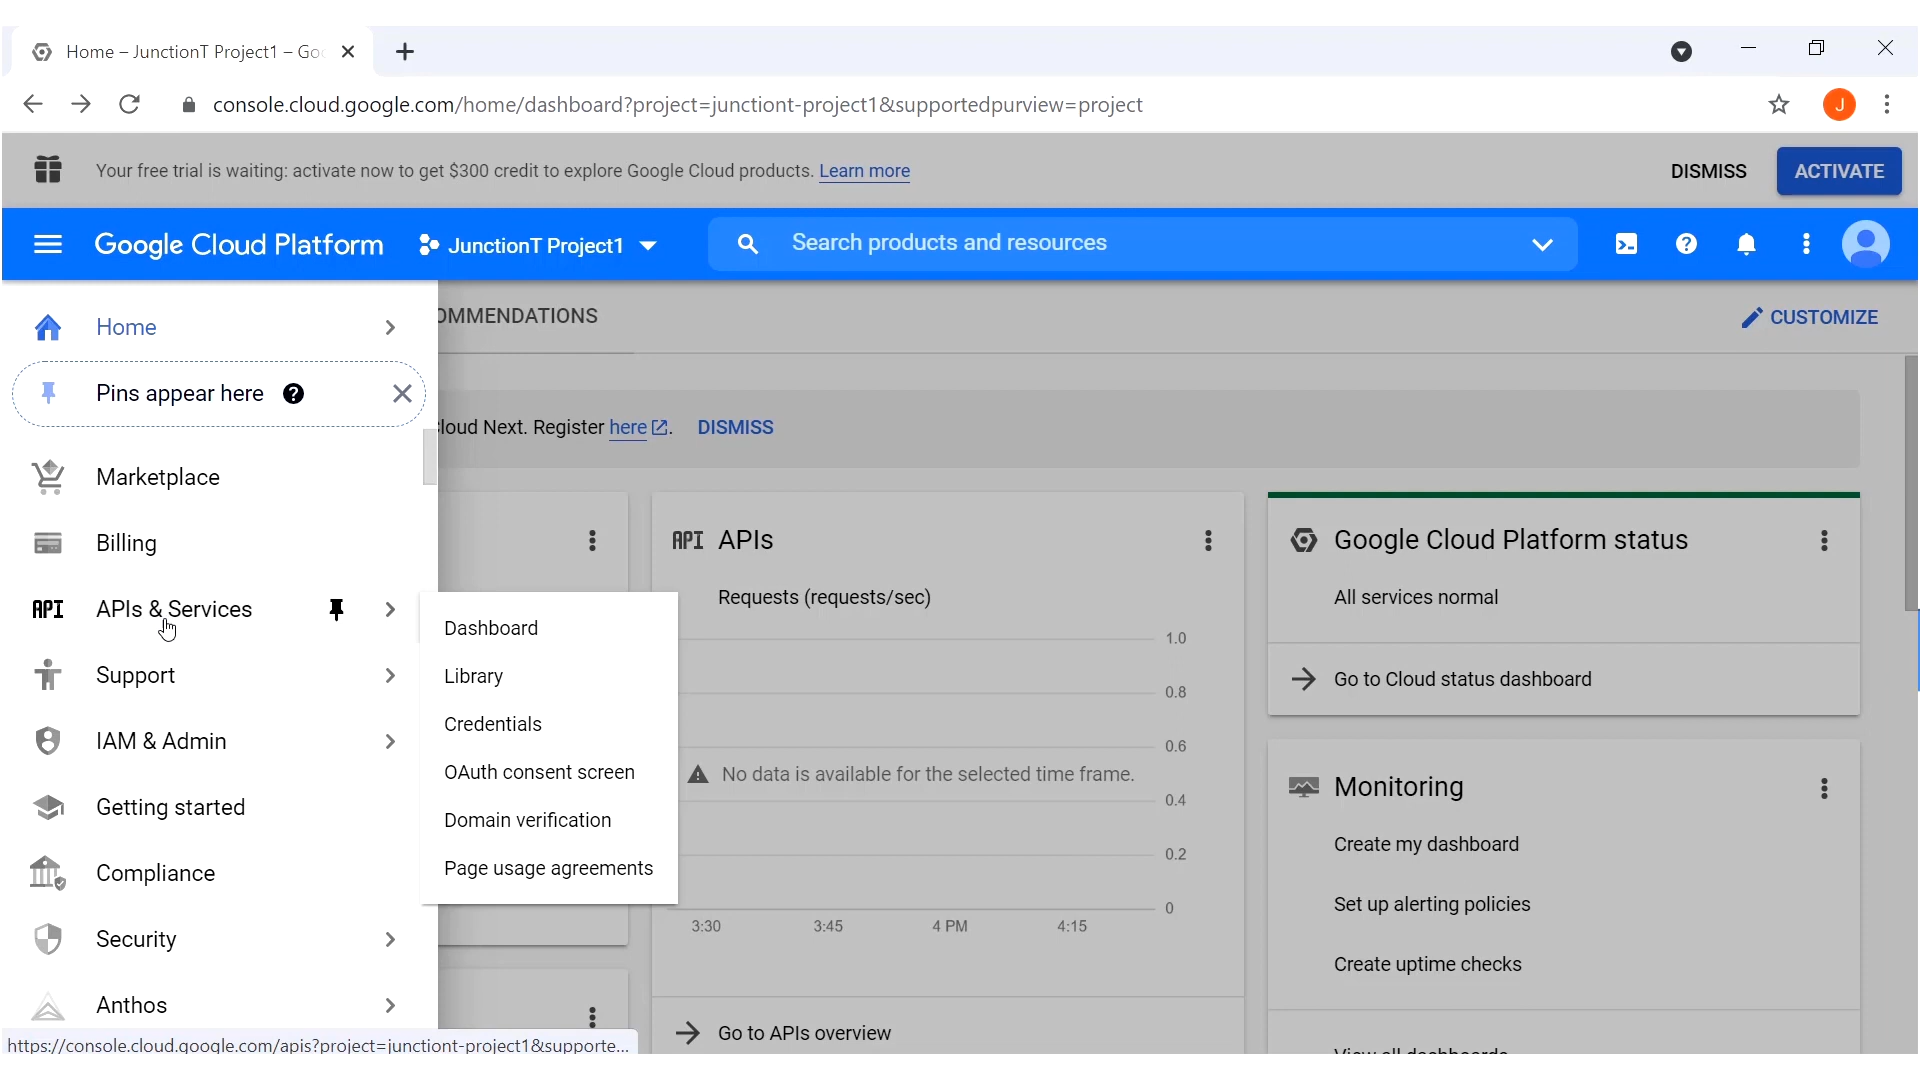 Home – JunctionT Project1 – Goo
console.cloud.google.com/home/dashboard?project=junctiont-project1&supportedpurview=project
J
Your free trial is waiting: activate now to get $300 credit to explore Google Cloud products. Learn more
DISMISS
ACTIVATE
Google Cloud Platform
JunctionT Project1
Search products and resources
Home
OMMENDATIONS
CUSTOMIZE
Pins appear here
loud Next. Register here.
DISMISS
Marketplace
Billing
API APIs & Services
Support
IAM & Admin
Getting started
Compliance
Security
Anthos
Dashboard
Library
Credentials
OAuth consent screen
Domain verification
Page usage agreements
API APIs
Requests (requests/sec)
1.0
0.8
0.6
No data is available for the selected time frame.
0.4
0.2
0
3:30
3:45
4 PM
4:15
Go to APIs overview
Google Cloud Platform status
All services normal
Go to Cloud status dashboard
Monitoring
Create my dashboard
Set up alerting policies
Create uptime checks
View all dashboards
https://console.cloud.google.com/apis?project=junctiont-project1&supporte...